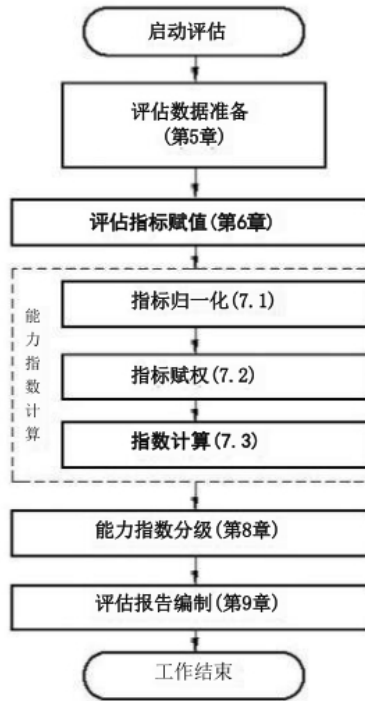 启动评估
评估数据准备
(第5章)
评估指标赋值(第6章)
能力指数计算
指标归一化(7.1)
指标赋权(7.2)
指数计算(7.3)
能力指数分级(第8章)
评估报告编制(第9章)
工作结束